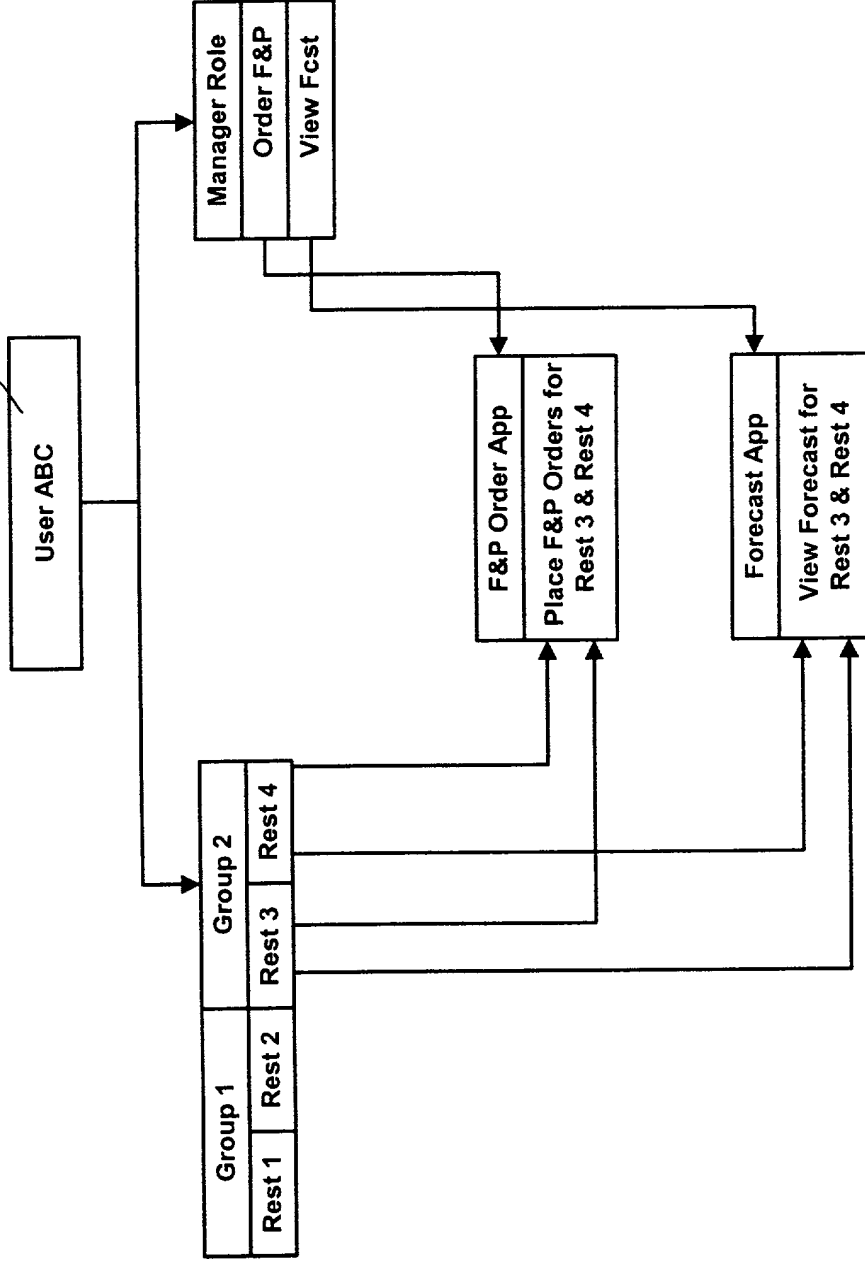 User ABC
Group 1
Group 2
Rest 1
Rest 2
Rest 3
Rest 4
Manager Role
Order F&P
View Fcst
F&P Order App
Place F&P Orders for
Rest 3 & Rest 4
Forecast App
View Forecast for
Rest 3 & Rest 4